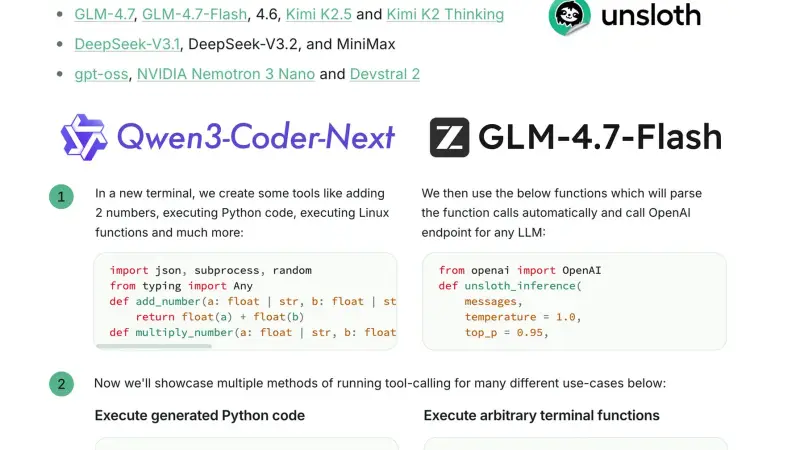 GLM-4.7, GLM-4.7-Flash, 4.6, Kimi K2.5 and Kimi K2 Thinking
unsloth
DeepSeek-V3.1, DeepSeek-V3.2, and MiniMax
gpt-oss, NVIDIA Nemotron 3 Nano and Devstral 2
Qwen3-Coder-Next
Z GLM-4.7-Flash
1
In a new terminal, we create some tools like adding
2 numbers, executing Python code, executing Linux
functions and much more:
import json, subprocess, random
from typing import Any
def add_number(a: float | str, b: float | st
    return float(a) + float(b)
def multiply_number(a: float | str, b: float
We then use the below functions which will parse
the function calls automatically and call OpenAI
endpoint for any LLM:
from openai import OpenAI
def unsloth_inference(
    messages,
    temperature = 1.0,
    top_p = 0.95,
2
Now we'll showcase multiple methods of running tool-calling for many different use-cases below:
Execute generated Python code
Execute arbitrary terminal functions